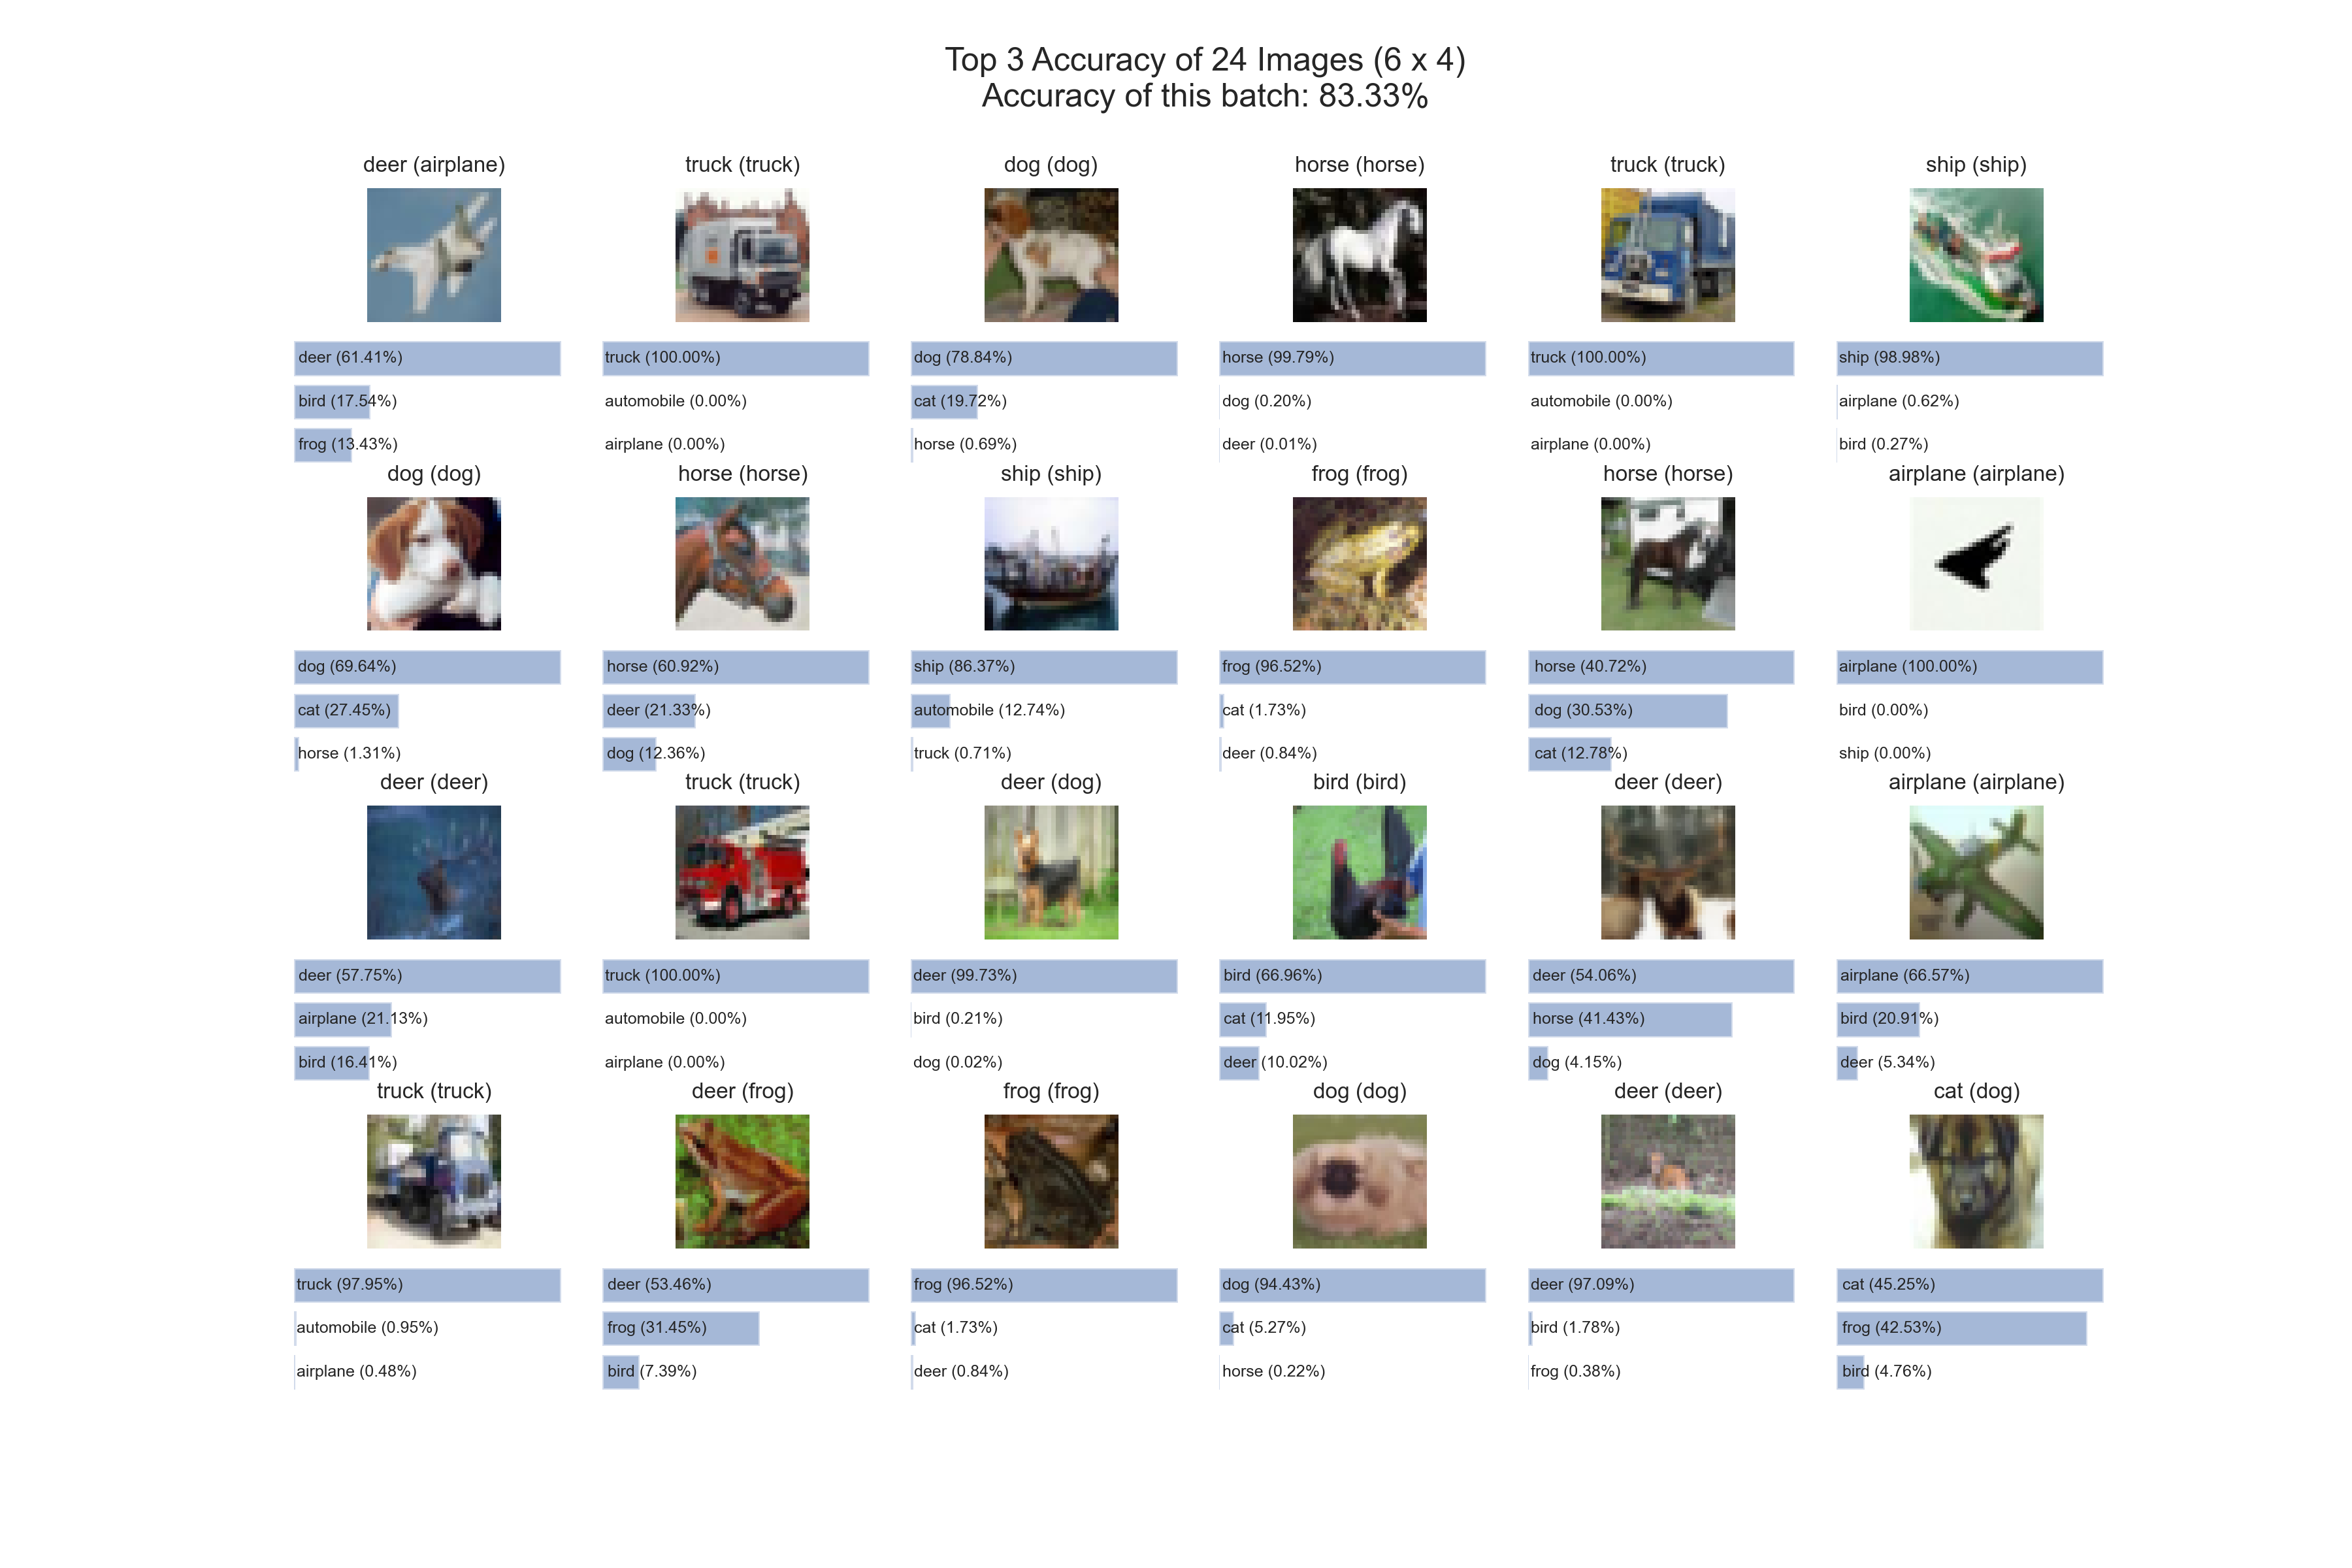 Top 3 Accuracy of 24 Images (6 x 4)
Accuracy of this batch: 83.33%
deer (airplane)
deer (61.41%)
bird (17.54%)
frog (13.43%)
truck (truck)
truck (100.00%)
automobile (0.00%)
airplane (0.00%)
dog (dog)
dog (78.84%)
cat (19.72%)
horse (0.69%)
horse (horse)
horse (99.79%)
dog (0.20%)
deer (0.01%)
truck (truck)
truck (100.00%)
automobile (0.00%)
airplane (0.00%)
ship (ship)
ship (98.98%)
airplane (0.62%)
bird (0.27%)
dog (dog)
dog (69.64%)
cat (27.45%)
horse (1.31%)
horse (horse)
horse (60.92%)
deer (21.33%)
dog (12.36%)
ship (ship)
ship (86.37%)
automobile (12.74%)
truck (0.71%)
frog (frog)
frog (96.52%)
cat (1.73%)
deer (0.84%)
horse (horse)
horse (40.72%)
dog (30.53%)
cat (12.78%)
airplane (airplane)
airplane (100.00%)
bird (0.00%)
ship (0.00%)
deer (deer)
deer (57.75%)
airplane (21.13%)
bird (16.41%)
truck (truck)
truck (100.00%)
automobile (0.00%)
airplane (0.00%)
deer (dog)
deer (99.73%)
bird (0.21%)
dog (0.02%)
bird (bird)
bird (66.96%)
cat (11.95%)
deer (10.02%)
deer (deer)
deer (54.06%)
horse (41.43%)
dog (4.15%)
airplane (airplane)
airplane (66.57%)
bird (20.91%)
deer (5.34%)
truck (truck)
truck (97.95%)
automobile (0.95%)
airplane (0.48%)
deer (frog)
deer (53.46%)
frog (31.45%)
bird (7.39%)
frog (frog)
frog (96.52%)
cat (1.73%)
deer (0.84%)
dog (dog)
dog (94.43%)
cat (5.27%)
horse (0.22%)
deer (deer)
deer (97.09%)
bird (1.78%)
frog (0.38%)
cat (dog)
cat (45.25%)
frog (42.53%)
bird (4.76%)